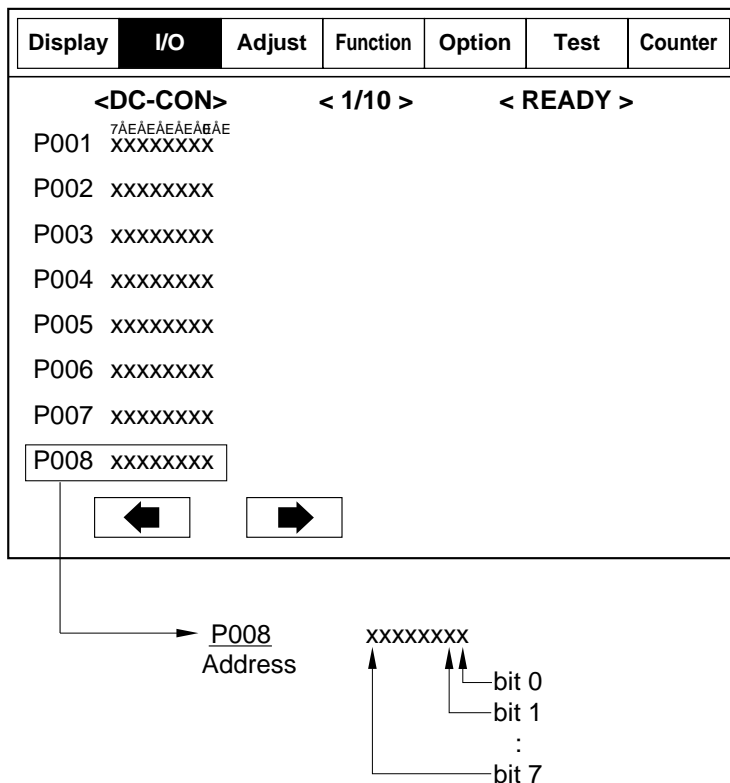 Display I/O Adjust Function Option Test Counter
<DC-CON> < 1/10 > < READY >
7ÅEÅEÅEÅEÅEÅE
P001 xxxxxxxx
P002 xxxxxxxx
P003 xxxxxxxx
P004 xxxxxxxx
P005 xxxxxxxx
P006 xxxxxxxx
P007 xxxxxxxx
P008 xxxxxxxx
P008 xxxxxxxx
Address
bit 0
bit 1
:
bit 7